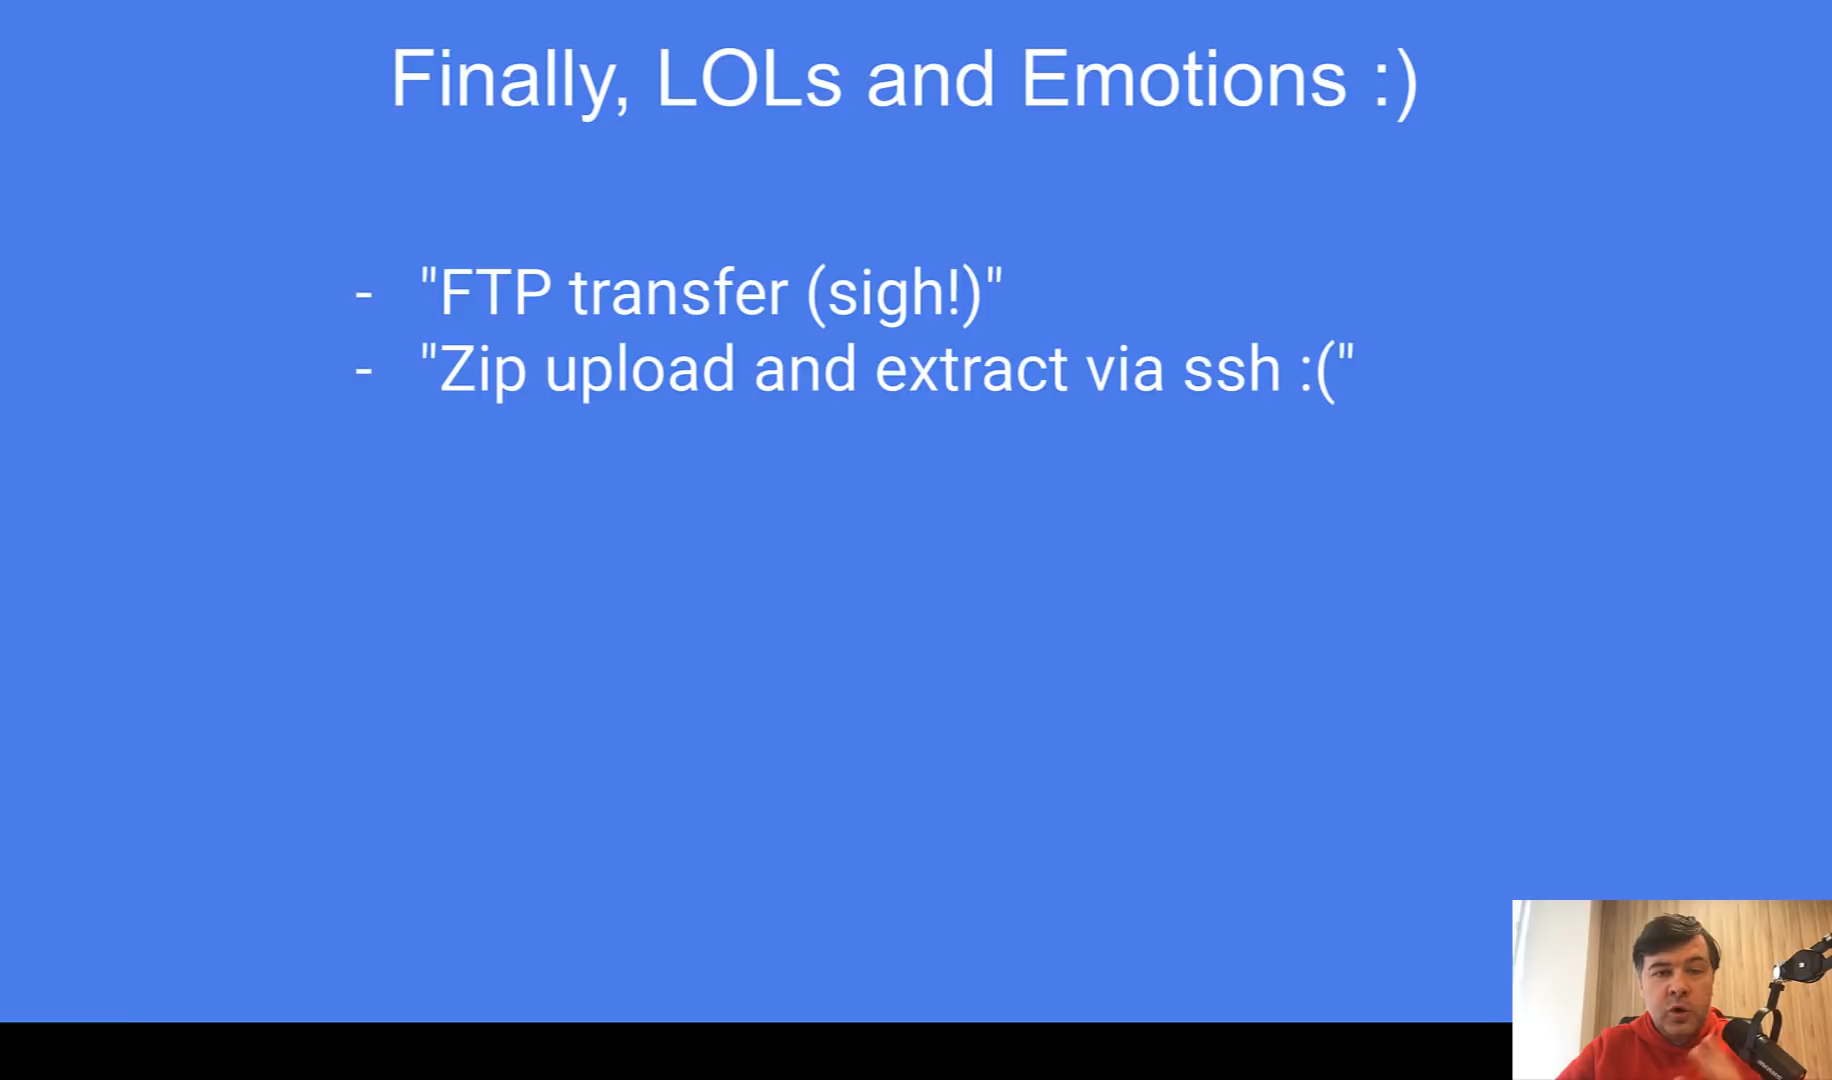 Finally, LOLs and Emotions :)
- "FTP transfer (sigh!)"
- "Zip upload and extract via ssh :("